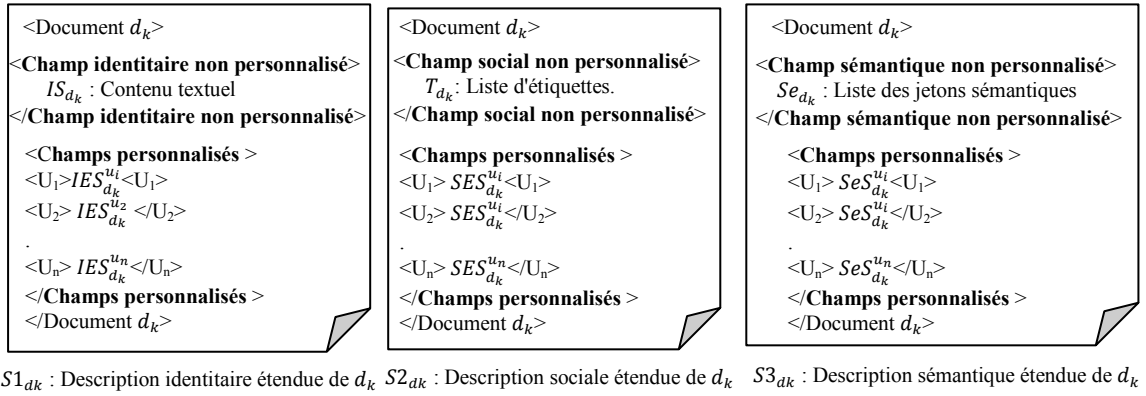 <Document d_k>
<Champ identitaire non personnalisé>
IS_{d_k} : Contenu textuel
</Champ identitaire non personnalisé>
<Champs personnalisés >
<U₁>IES_{d_k}^{u_i}<U₁>
<U₂> IES_{d_k}^{u_2} </U₂>
.
<Uₙ> IES_{d_k}^{u_n}</Uₙ>
</Champs personnalisés >
</Document d_k>
S1_{dk} : Description identitaire étendue de d_k
<Document d_k>
<Champ social non personnalisé>
T_{d_k}: Liste d'étiquettes.
</Champ social non personnalisé>
<Champs personnalisés >
<U₁> SES_{d_k}^{u_i}<U₁>
<U₂> SES_{d_k}^{u_i}</U₂>
.
<Uₙ> SES_{d_k}^{u_n}</Uₙ>
</Champs personnalisés >
</Document d_k>
S2_{dk} : Description sociale étendue de d_k
<Document d_k>
<Champ sémantique non personnalisé>
Se_{d_k} : Liste des jetons sémantiques
</Champ sémantique non personnalisé>
<Champs personnalisés >
<U₁> SeS_{d_k}^{u_i}<U₁>
<U₂> SeS_{d_k}^{u_i}</U₂>
.
<Uₙ> SeS_{d_k}^{u_n}</Uₙ>
</Champs personnalisés >
</Document d_k>
S3_{dk} : Description sémantique étendue de d_k